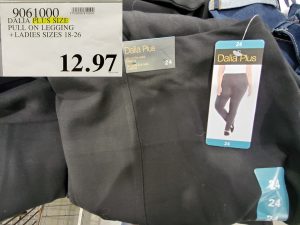 9061000
DALIA PLUS SIZE
PULL ON LEGGING
+LADIES SIZES 18-26
12.97
Dalia Plus
24
24
Dalia Plus
24
24
24
24